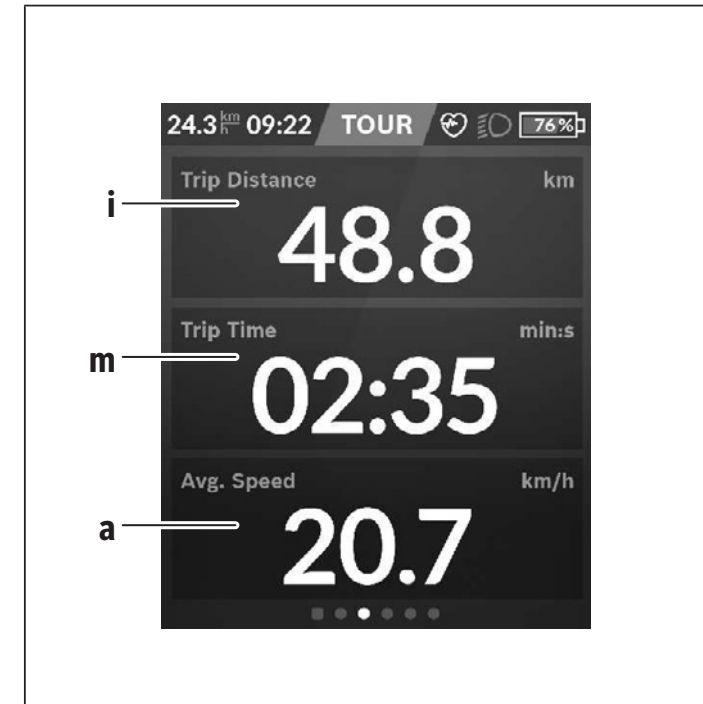 24.3 km/h 09:22 TOUR 76%
Trip Distance km
i
48.8
Trip Time min:s
m
02:35
Avg. Speed km/h
a
20.7